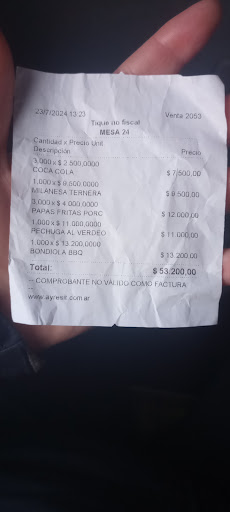 23/7/2024 13:23 Venta 2053
Tique no fiscal
MESA 24
Cantidad x Precio Unit.
Descripción Precio
3,000 x $ 2.500,0000
COCA COLA $ 7.500,00
1,000 x $ 9.500,0000
MILANESA TERNERA $ 9.500,00
3,000 x $ 4.000,0000
PAPAS FRITAS PORC $ 12.000,00
1,000 x $ 11.000,0000
PECHUGA AL VERDEO $ 11.000,00
1,000 x $ 13.200,0000
BONDIOLA BBQ $ 13.200,00
Total: $ 53.200,00
-- COMPROBANTE NO VALIDO COMO FACTURA
--
www.ayresit.com.ar